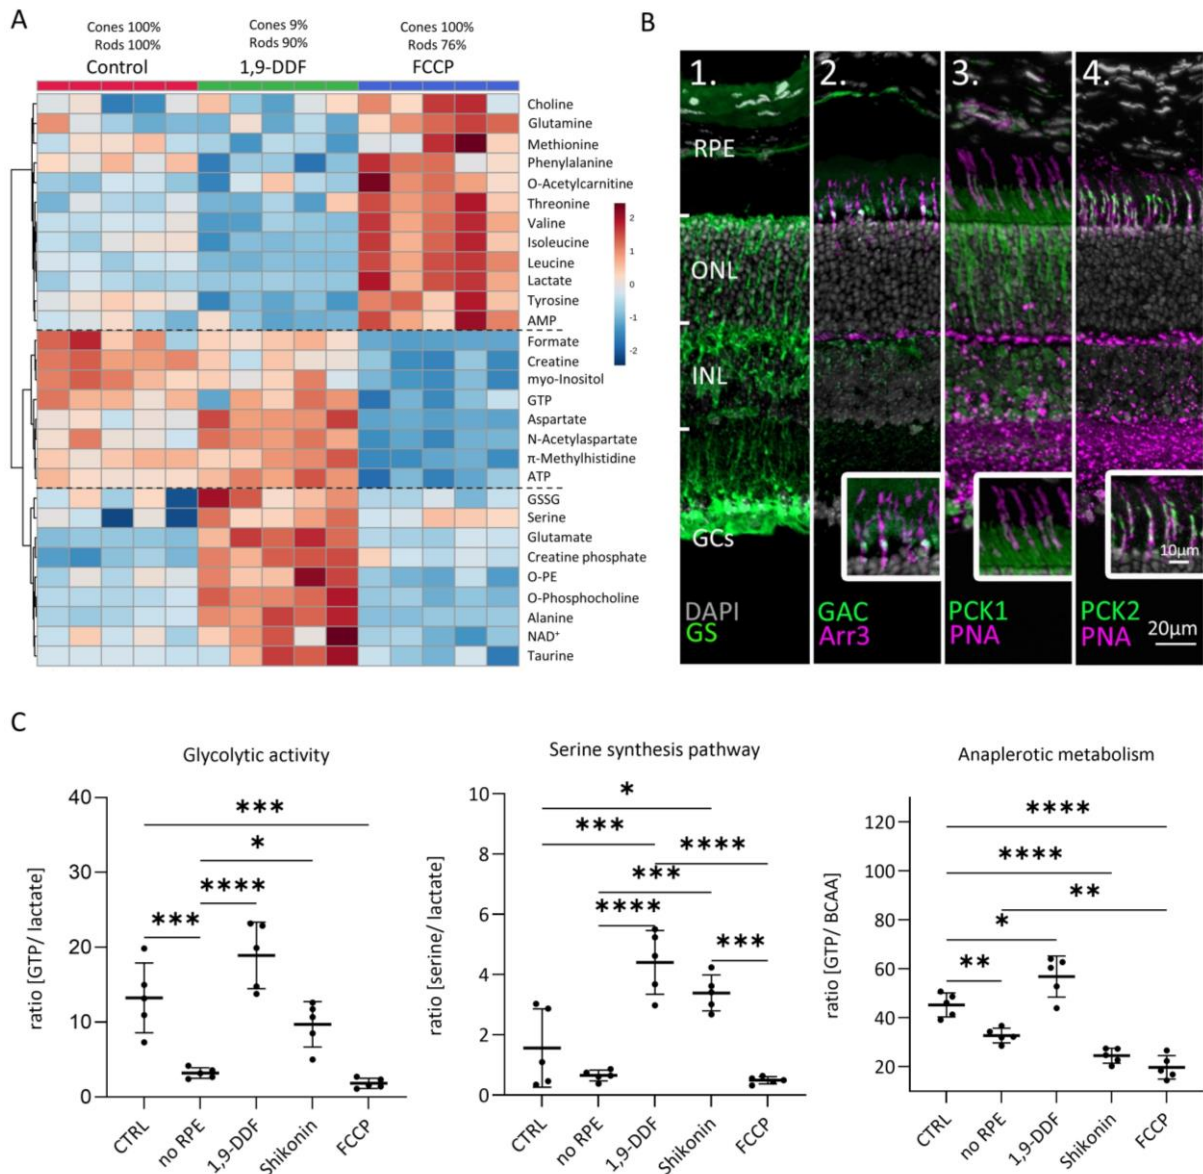 A
Cones 100%
Rods 100%
Control
Cones 9%
Rods 90%
1,9-DDF
Cones 100%
Rods 76%
FCCP
Choline
Glutamine
Methionine
Phenylalanine
O-Acetylcarnitine
Threonine
Valine
Isoleucine
Leucine
Lactate
Tyrosine
AMP
Formate
Creatine
myo-Inositol
GTP
Aspartate
N-Acetylaspartate
π-Methylhistidine
ATP
GSSG
Serine
Glutamate
Creatine phosphate
O-PE
O-Phosphocholine
Alanine
NAD⁺
Taurine
2
1
0
-1
-2
B
1.
2.
3.
4.
RPE
ONL
INL
GCs
DAPI
GS
GAC
Arr3
PCK1
PNA
PCK2
PNA
10μm
20μm
C
Glycolytic activity
ratio [GTP/ lactate]
40
30
20
10
0
***
*
****
***
CTRL
no RPE
1,9-DDF
Shikonin
FCCP
Serine synthesis pathway
ratio [serine/ lactate]
10
8
6
4
2
0
*
***
****
***
****
***
CTRL
no RPE
1,9-DDF
Shikonin
FCCP
Anaplerotic metabolism
ratio [GTP/ BCAA]
120
100
80
60
40
20
****
****
**
*
**
CTRL
no RPE
1,9-DDF
Shikonin
FCCP